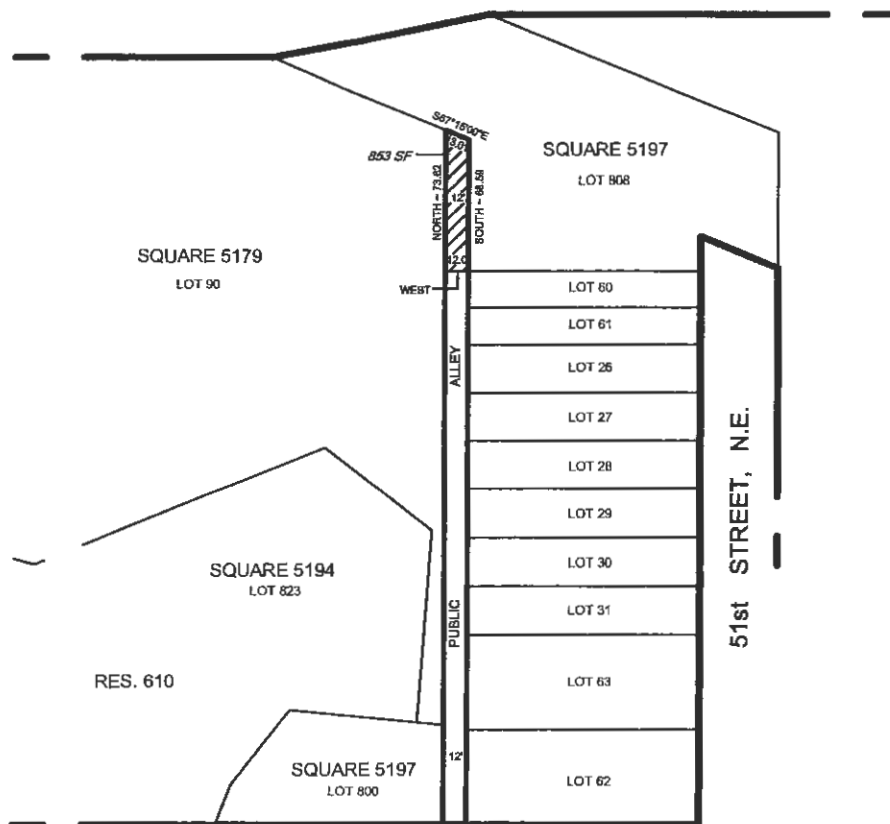 S67°15'00"E
853 SF
NORTH ~ 73.62
12'
SOUTH ~ 68.59
12.0
WEST
SQUARE 5197
LOT 808
SQUARE 5179
LOT 90
LOT 60
LOT 61
ALLEY
LOT 26
LOT 27
LOT 28
LOT 29
LOT 30
LOT 31
PUBLIC
LOT 63
LOT 62
12'
51st STREET, N.E.
SQUARE 5194
LOT 823
RES. 610
SQUARE 5197
LOT 800